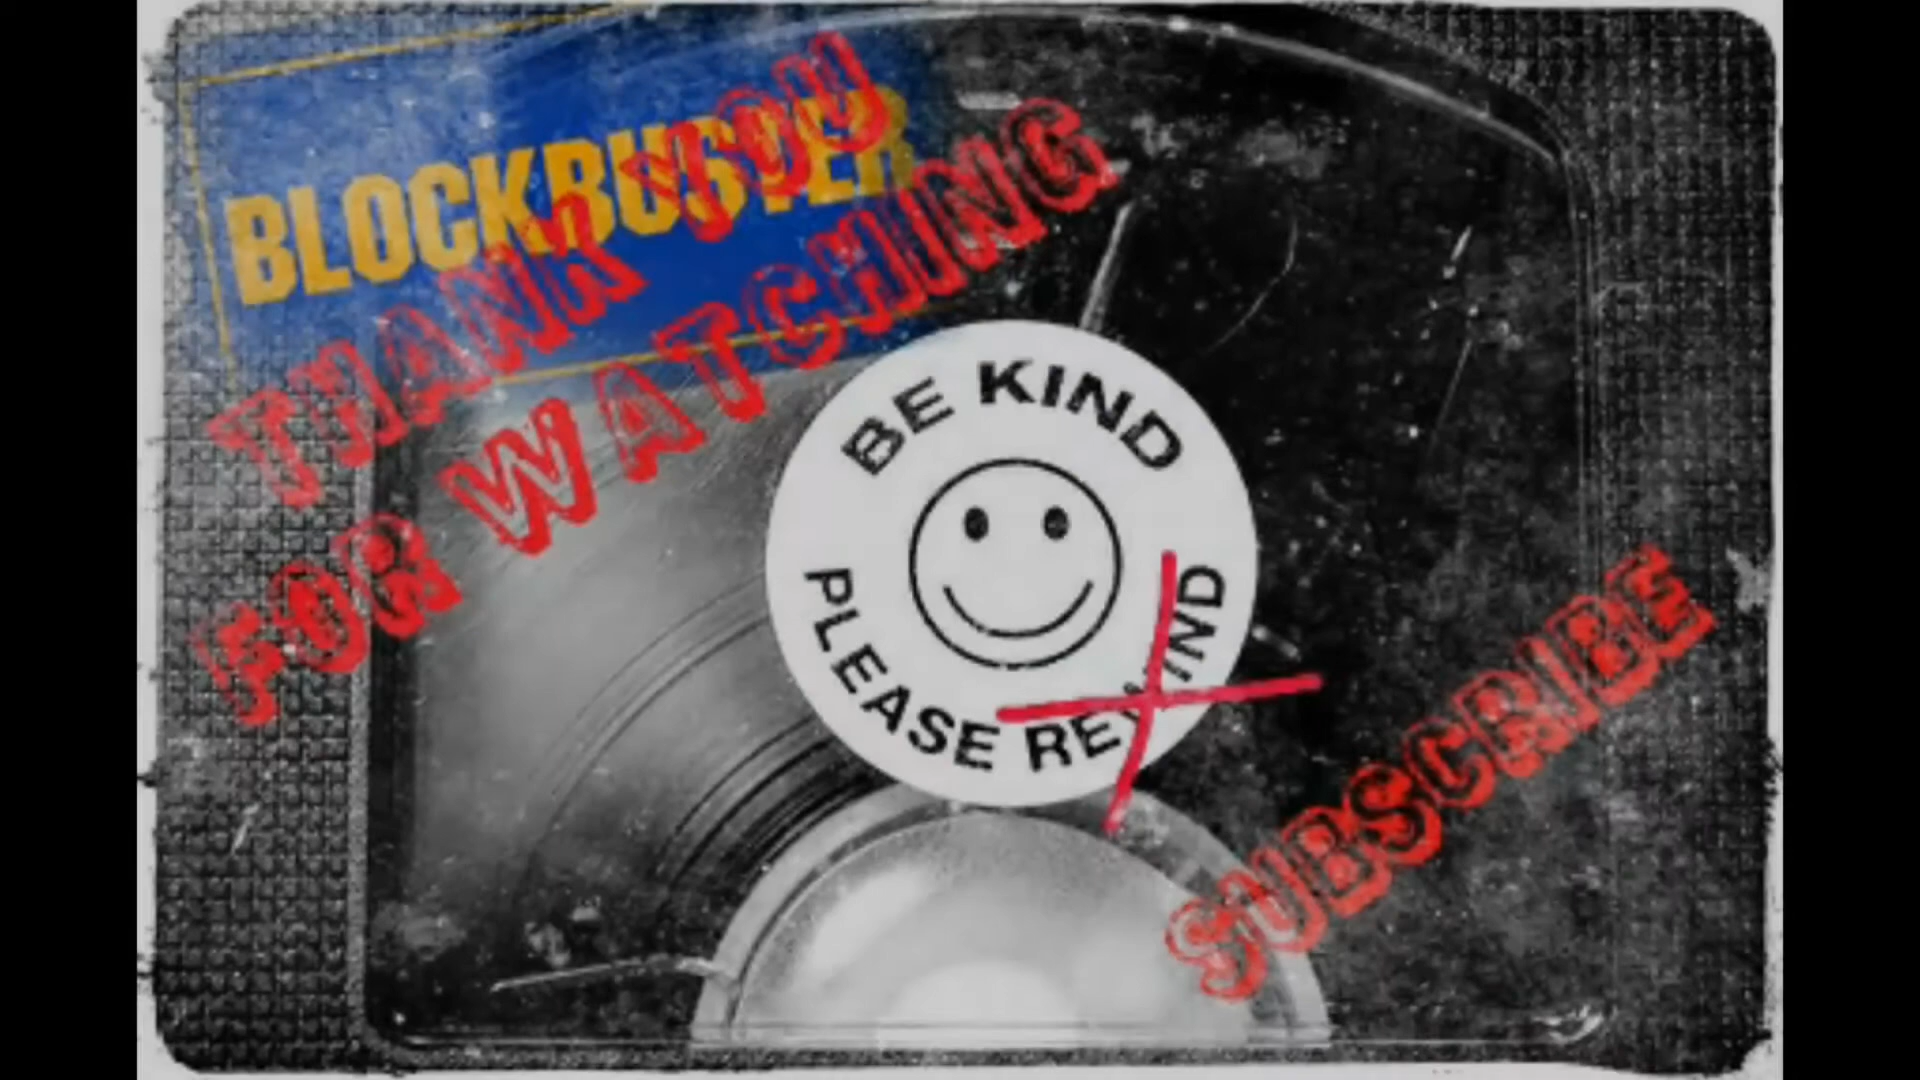 BLOCKBUSTER
THANK YOU
FOR WATCHING
BE KIND
PLEASE REWIND
SUBSCRIBE